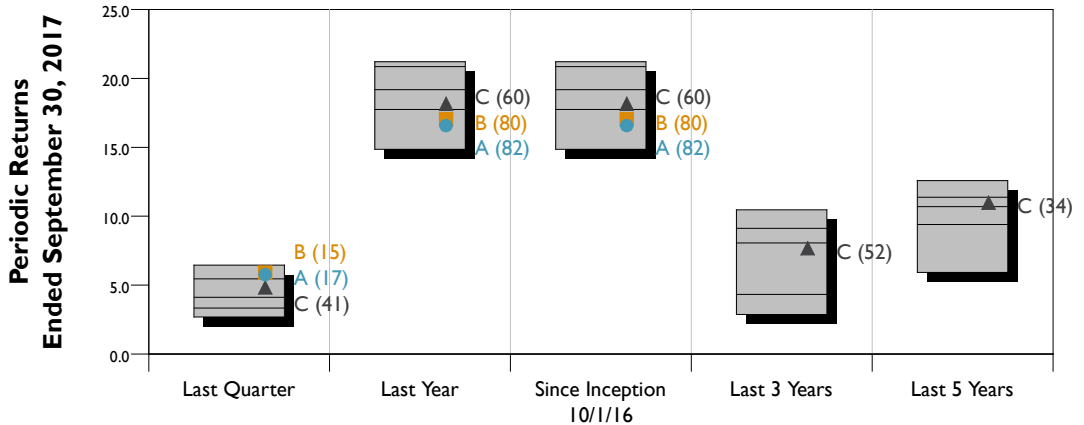 Periodic Returns
Ended September 30, 2017
25.0
20.0
15.0
10.0
5.0
0.0
B (15)
A (17)
C (41)
C (60)
B (80)
A (82)
C (60)
B (80)
A (82)
C (52)
C (34)
Last Quarter
Last Year
Since Inception
10/1/16
Last 3 Years
Last 5 Years